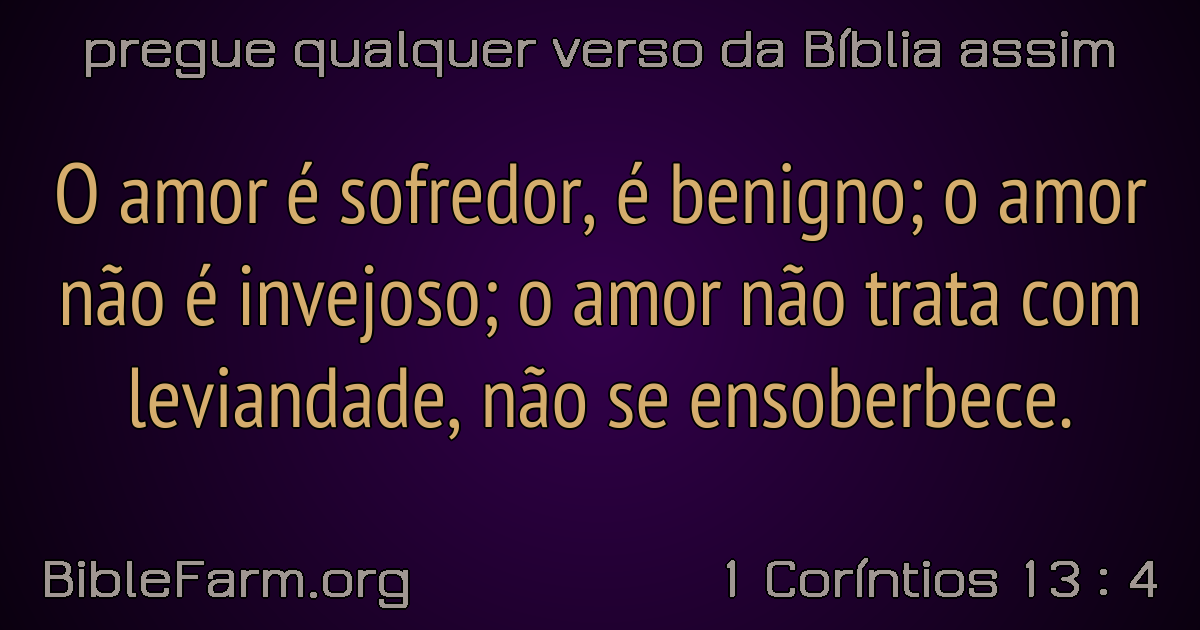 pregue qualquer verso da Bíblia assim
O amor é sofredor, é benigno; o amor
não é invejoso; o amor não trata com
leviandade, não se ensoberbece.
BibleFarm.org
1 Coríntios 13 : 4